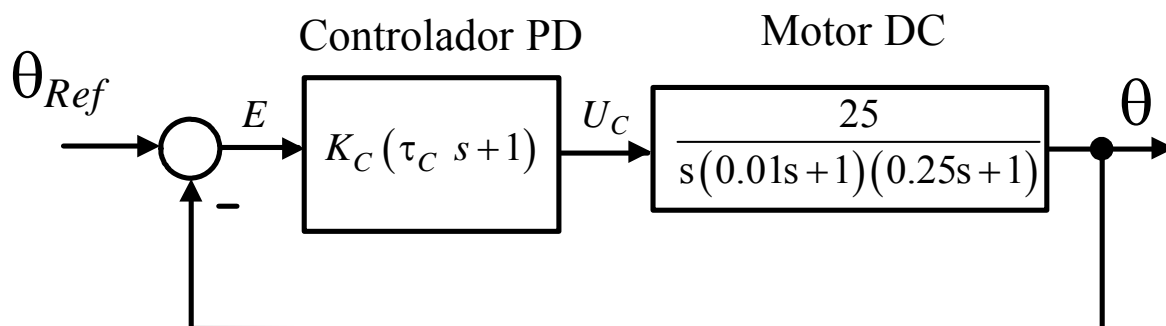 Controlador PD
Motor DC
θRef
E
KC(τC s+1)
UC
25
s(0.01s+1)(0.25s+1)
θ
-